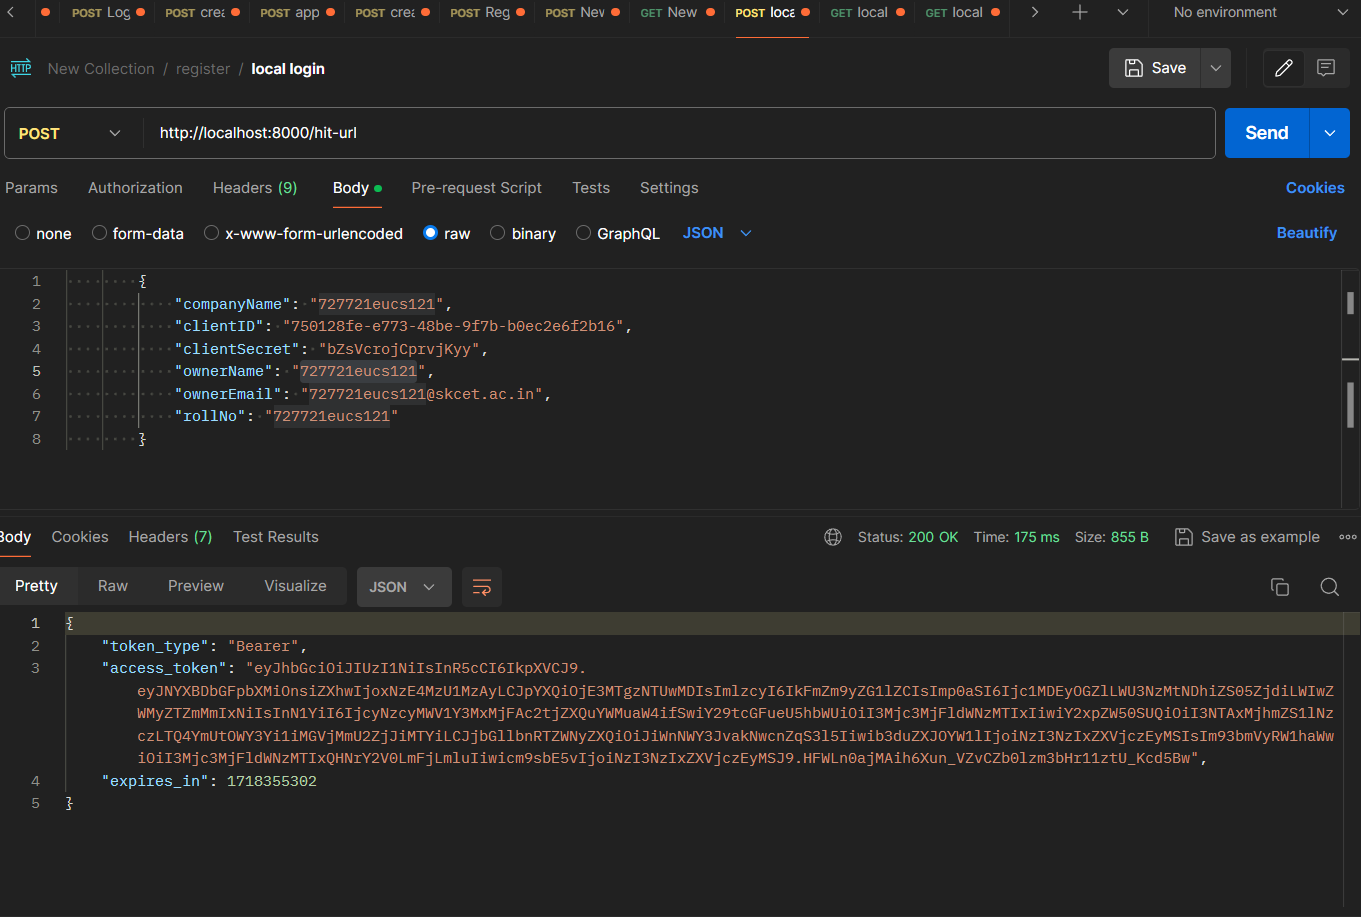 POST Log POST crea POST app POST crea POST Reg POST New GET New POST loca GET local GET local No environment
HTTP New Collection / register / local login Save
POST http://localhost:8000/hit-url Send
Params Authorization Headers (9) Body Pre-request Script Tests Settings Cookies
none form-data x-www-form-urlencoded raw binary GraphQL JSON Beautify
1 {
2 "companyName": "727721eucs121",
3 "clientID": "750128fe-e773-48be-9f7b-b0ec2e6f2b16",
4 "clientSecret": "bZsVcrojCprvjKyy",
5 "ownerName": "727721eucs121",
6 "ownerEmail": "727721eucs121@skcet.ac.in",
7 "rollNo": "727721eucs121"
8 }
Body Cookies Headers (7) Test Results Status: 200 OK Time: 175 ms Size: 855 B Save as example
Pretty Raw Preview Visualize JSON
1 {
2 "token_type": "Bearer",
3 "access_token": "eyJhbGciOiJIUzI1NiIsInR5cCI6IkpXVCJ9.
eyJNYXBDbGFpbXMiOnsiZXhwIjoxNzE4MzU1MzAyLCJpYXQiOjE3MTgzNTUwMDIsImlzcyI6IkFmZm9yZG1lZCIsImp0aSI6Ijc1MDEyOGZlLWU3NzMtNDhiZS05ZjdiLWIwZ
WMyZTZmMmIxNiIsInN1YiI6IjcyNzcyMWV1Y3MxMjFAc2tjZXQuYWMuaW4ifSwiY29tcGFueU5hbWUiOiI3Mjc3MjFldWNzMTIxIiwiY2xpZW50SUQiOiI3NTAxMjhmZS1lNz
czLTQ4YmUtOWY3Yi1iMGVjMmU2ZjJiMTYiLCJjbGllbnRTZWNyZXQiOiJiWnNWY3JvakNwcnZqS3l5Iiwib3duZXJOYW1lIjoiNzI3NzIxZXVjczEyMSIsIm93bmVyRW1haWw
iOiI3Mjc3MjFldWNzMTIxQHNrY2V0LmFjLmluIiwicm9sbE5vIjoiNzI3NzIxZXVjczEyMSJ9.HFWLn0ajMAih6Xun_VZvCZb0lzm3bHr11ztU_Kcd5Bw",
4 "expires_in": 1718355302
5 }